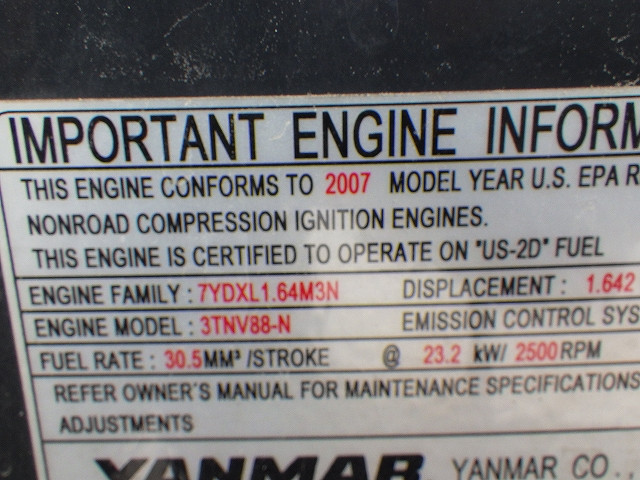 IMPORTANT ENGINE INFORM
THIS ENGINE CONFORMS TO 2007 MODEL YEAR U.S. EPA R
NONROAD COMPRESSION IGNITION ENGINES.
THIS ENGINE IS CERTIFIED TO OPERATE ON "US-2D" FUEL
ENGINE FAMILY : 7YDXL1.64M3N DISPLACEMENT : 1.642
ENGINE MODEL : 3TNV88-N EMISSION CONTROL SYS
FUEL RATE : 30.5MM³/STROKE @ 23.2 kW/ 2500RPM
REFER OWNER'S MANUAL FOR MAINTENANCE SPECIFICATIONS
ADJUSTMENTS
YANMAR YANMAR CO.,